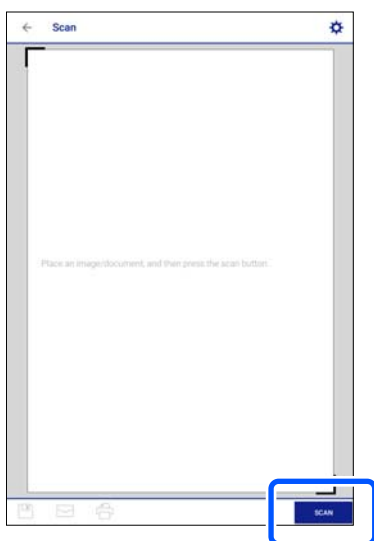 Scan
Place an image/document, and then press the scan button.
SCAN